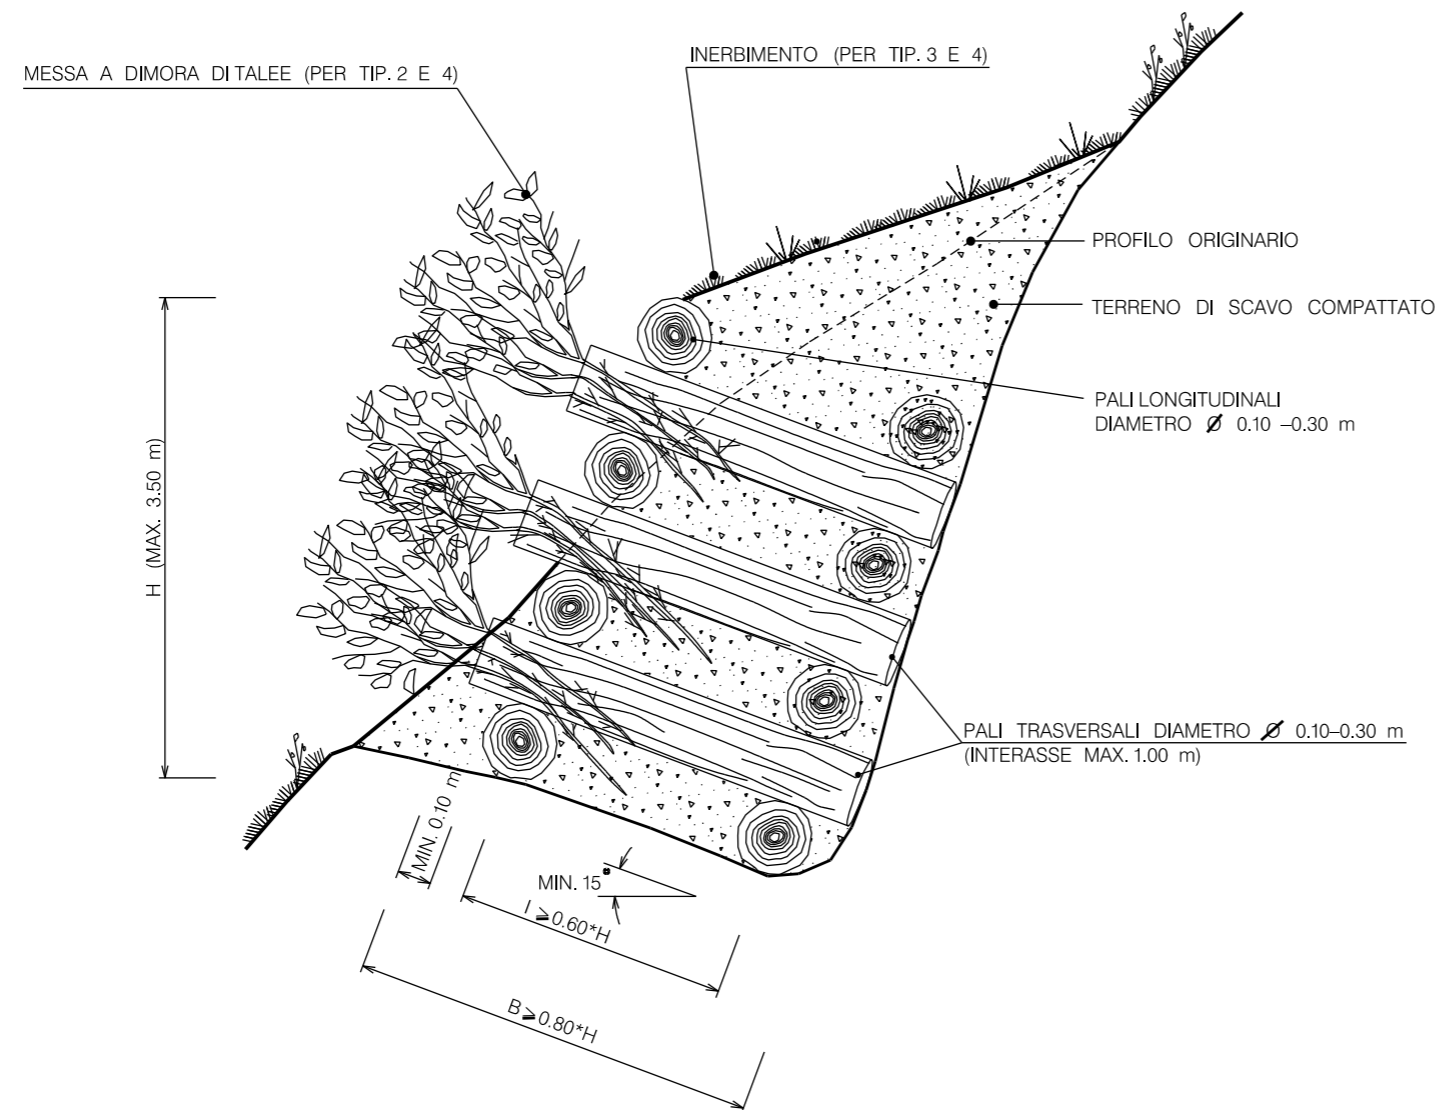 INERBIMENTO (PER TIP. 3 E 4)
MESSA A DIMORA DI TALEE (PER TIP. 2 E 4)
PROFILO ORIGINARIO
TERRENO DI SCAVO COMPATTATO
PALI LONGITUDINALI
DIAMETRO Ø 0.10 –0.30 m
H (MAX. 3.50 m)
PALI TRASVERSALI DIAMETRO Ø 0.10–0.30 m
(INTERASSE MAX. 1.00 m)
MIN. 0.10 m
MIN. 15°
I ≥ 0.60*H
B ≥ 0.80*H